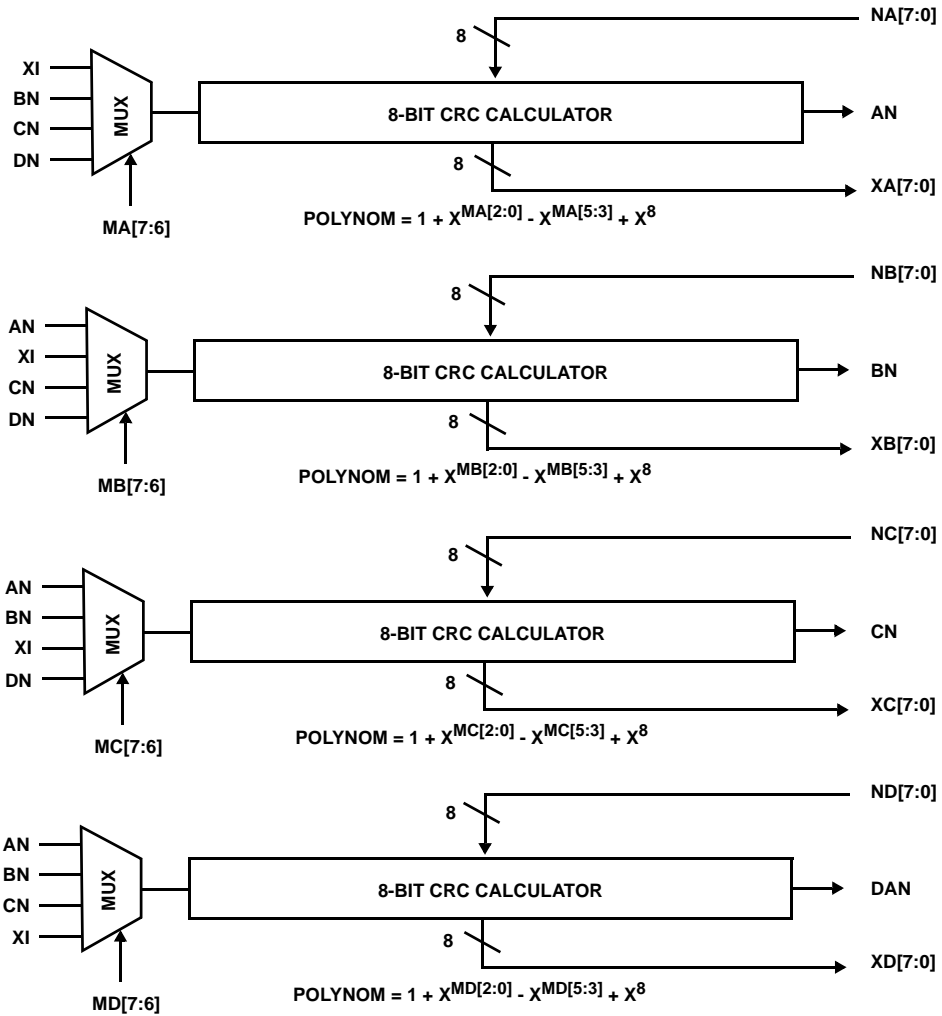 NA[7:0]
8
XI
BN
CN
DN
MUX
8-BIT CRC CALCULATOR
AN
8
XA[7:0]
MA[7:6]
POLYNOM = 1 + X^MA[2:0] - X^MA[5:3] + X^8
NB[7:0]
8
AN
XI
CN
DN
MUX
8-BIT CRC CALCULATOR
BN
8
XB[7:0]
MB[7:6]
POLYNOM = 1 + X^MB[2:0] - X^MB[5:3] + X^8
NC[7:0]
8
AN
BN
XI
DN
MUX
8-BIT CRC CALCULATOR
CN
8
XC[7:0]
MC[7:6]
POLYNOM = 1 + X^MC[2:0] - X^MC[5:3] + X^8
ND[7:0]
8
AN
BN
CN
XI
MUX
8-BIT CRC CALCULATOR
DAN
8
XD[7:0]
MD[7:6]
POLYNOM = 1 + X^MD[2:0] - X^MD[5:3] + X^8